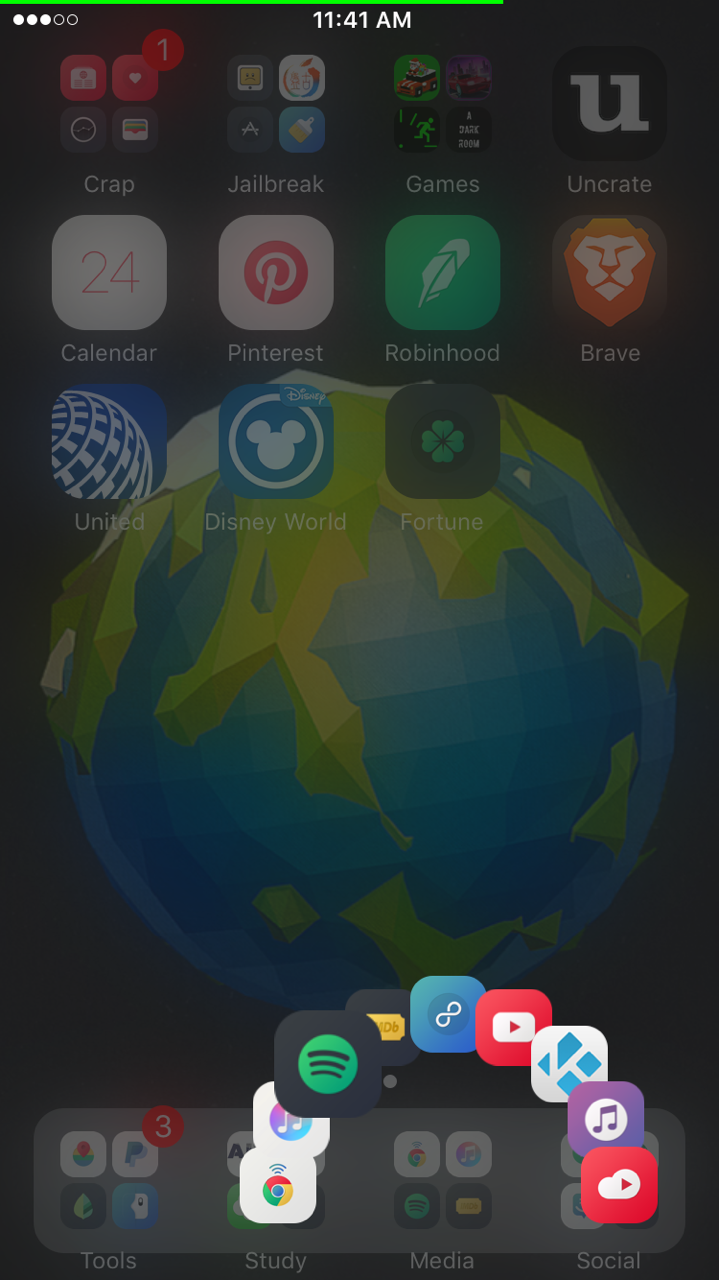 11:41 AM
1
A
DARK
ROOM
u
Crap
Jailbreak
Games
Uncrate
24
Calendar
Pinterest
Robinhood
Brave
Disney
United
Disney World
Fortune
3
Tools
Study
Media
Social